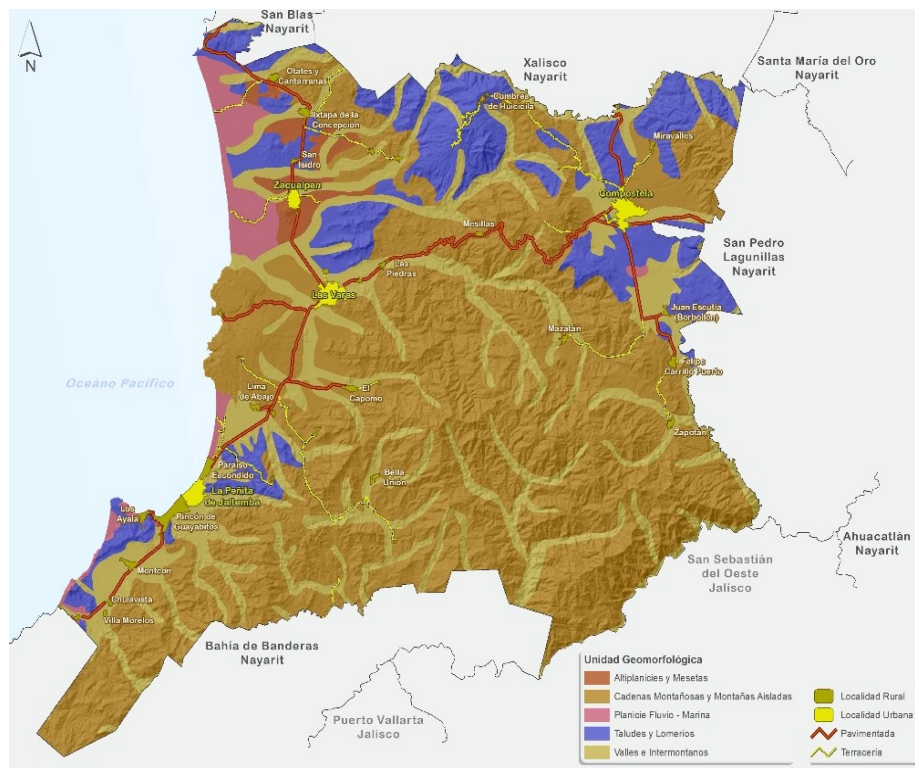 San Blas
Nayarit
N
Xalisco
Nayarit
Santa María del Oro
Nayarit
Otates y
Cantarranas
Cumbres
de Huicicila
Ixtapa de la
Concepción
Miravalles
San
Isidro
Zacualpan
Compostela
Mesillas
San Pedro
Lagunillas
Nayarit
Las
Piedras
Las Varas
Juan Escutia
(Borbollón)
Mazatan
Felipe
Carrillo Puerto
Océano Pacífico
Lima
de Abajo
El
Capomo
Zapotán
Paraíso
Escondido
Bella
Unión
La Peñita
de Jaltemba
Los
Ayala
Rincón de
Guayabitos
Ahuacatlán
Nayarit
San Sebastián
del Oeste
Jalisco
Monteón
Chulavista
Villa Morelos
Bahía de Banderas
Nayarit
Puerto Vallarta
Jalisco
Unidad Geomorfológica
Altiplanicies y Mesetas
Cadenas Montañosas y Montañas Aisladas
Planicie Fluvio - Marina
Taludes y Lomerios
Valles e Intermontanos
Localidad Rural
Localidad Urbana
Pavimentada
Terracería